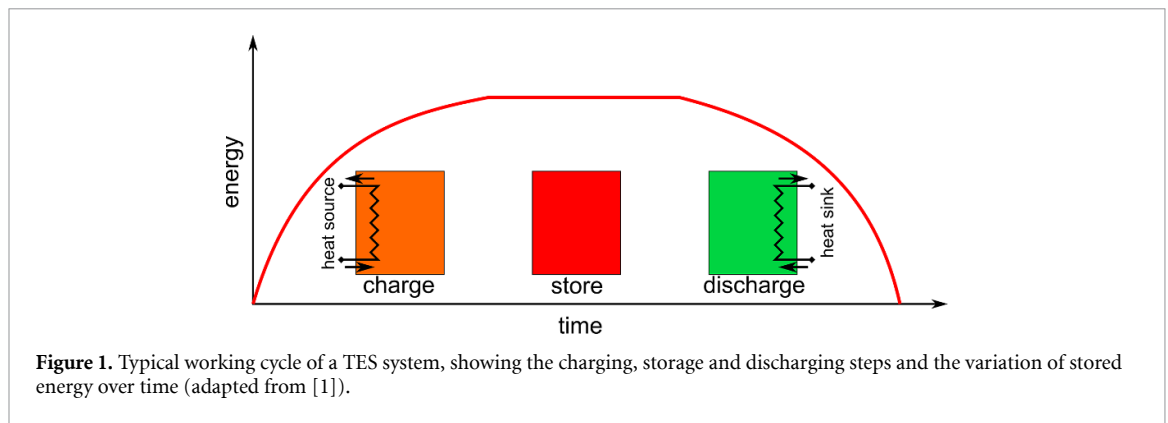 energy
heat source
heat sink
charge
store
discharge
time
Figure 1. Typical working cycle of a TES system, showing the charging, storage and discharging steps and the variation of stored
energy over time (adapted from [1]).